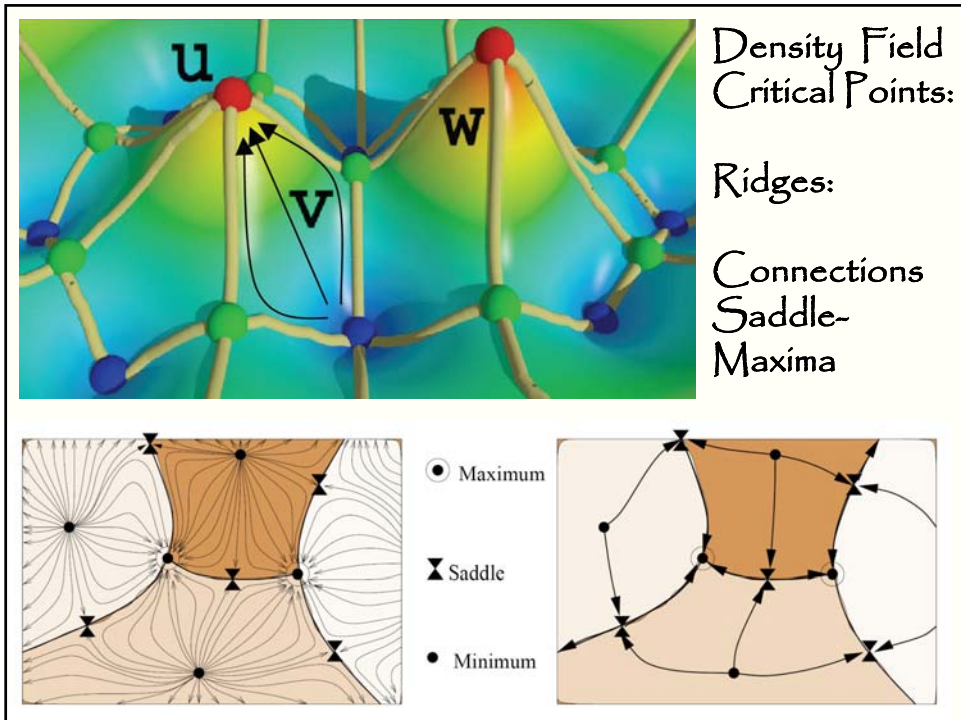 u
v
w
Density Field
Critical Points:
Ridges:
Connections
Saddle-
Maxima
Maximum
Saddle
Minimum